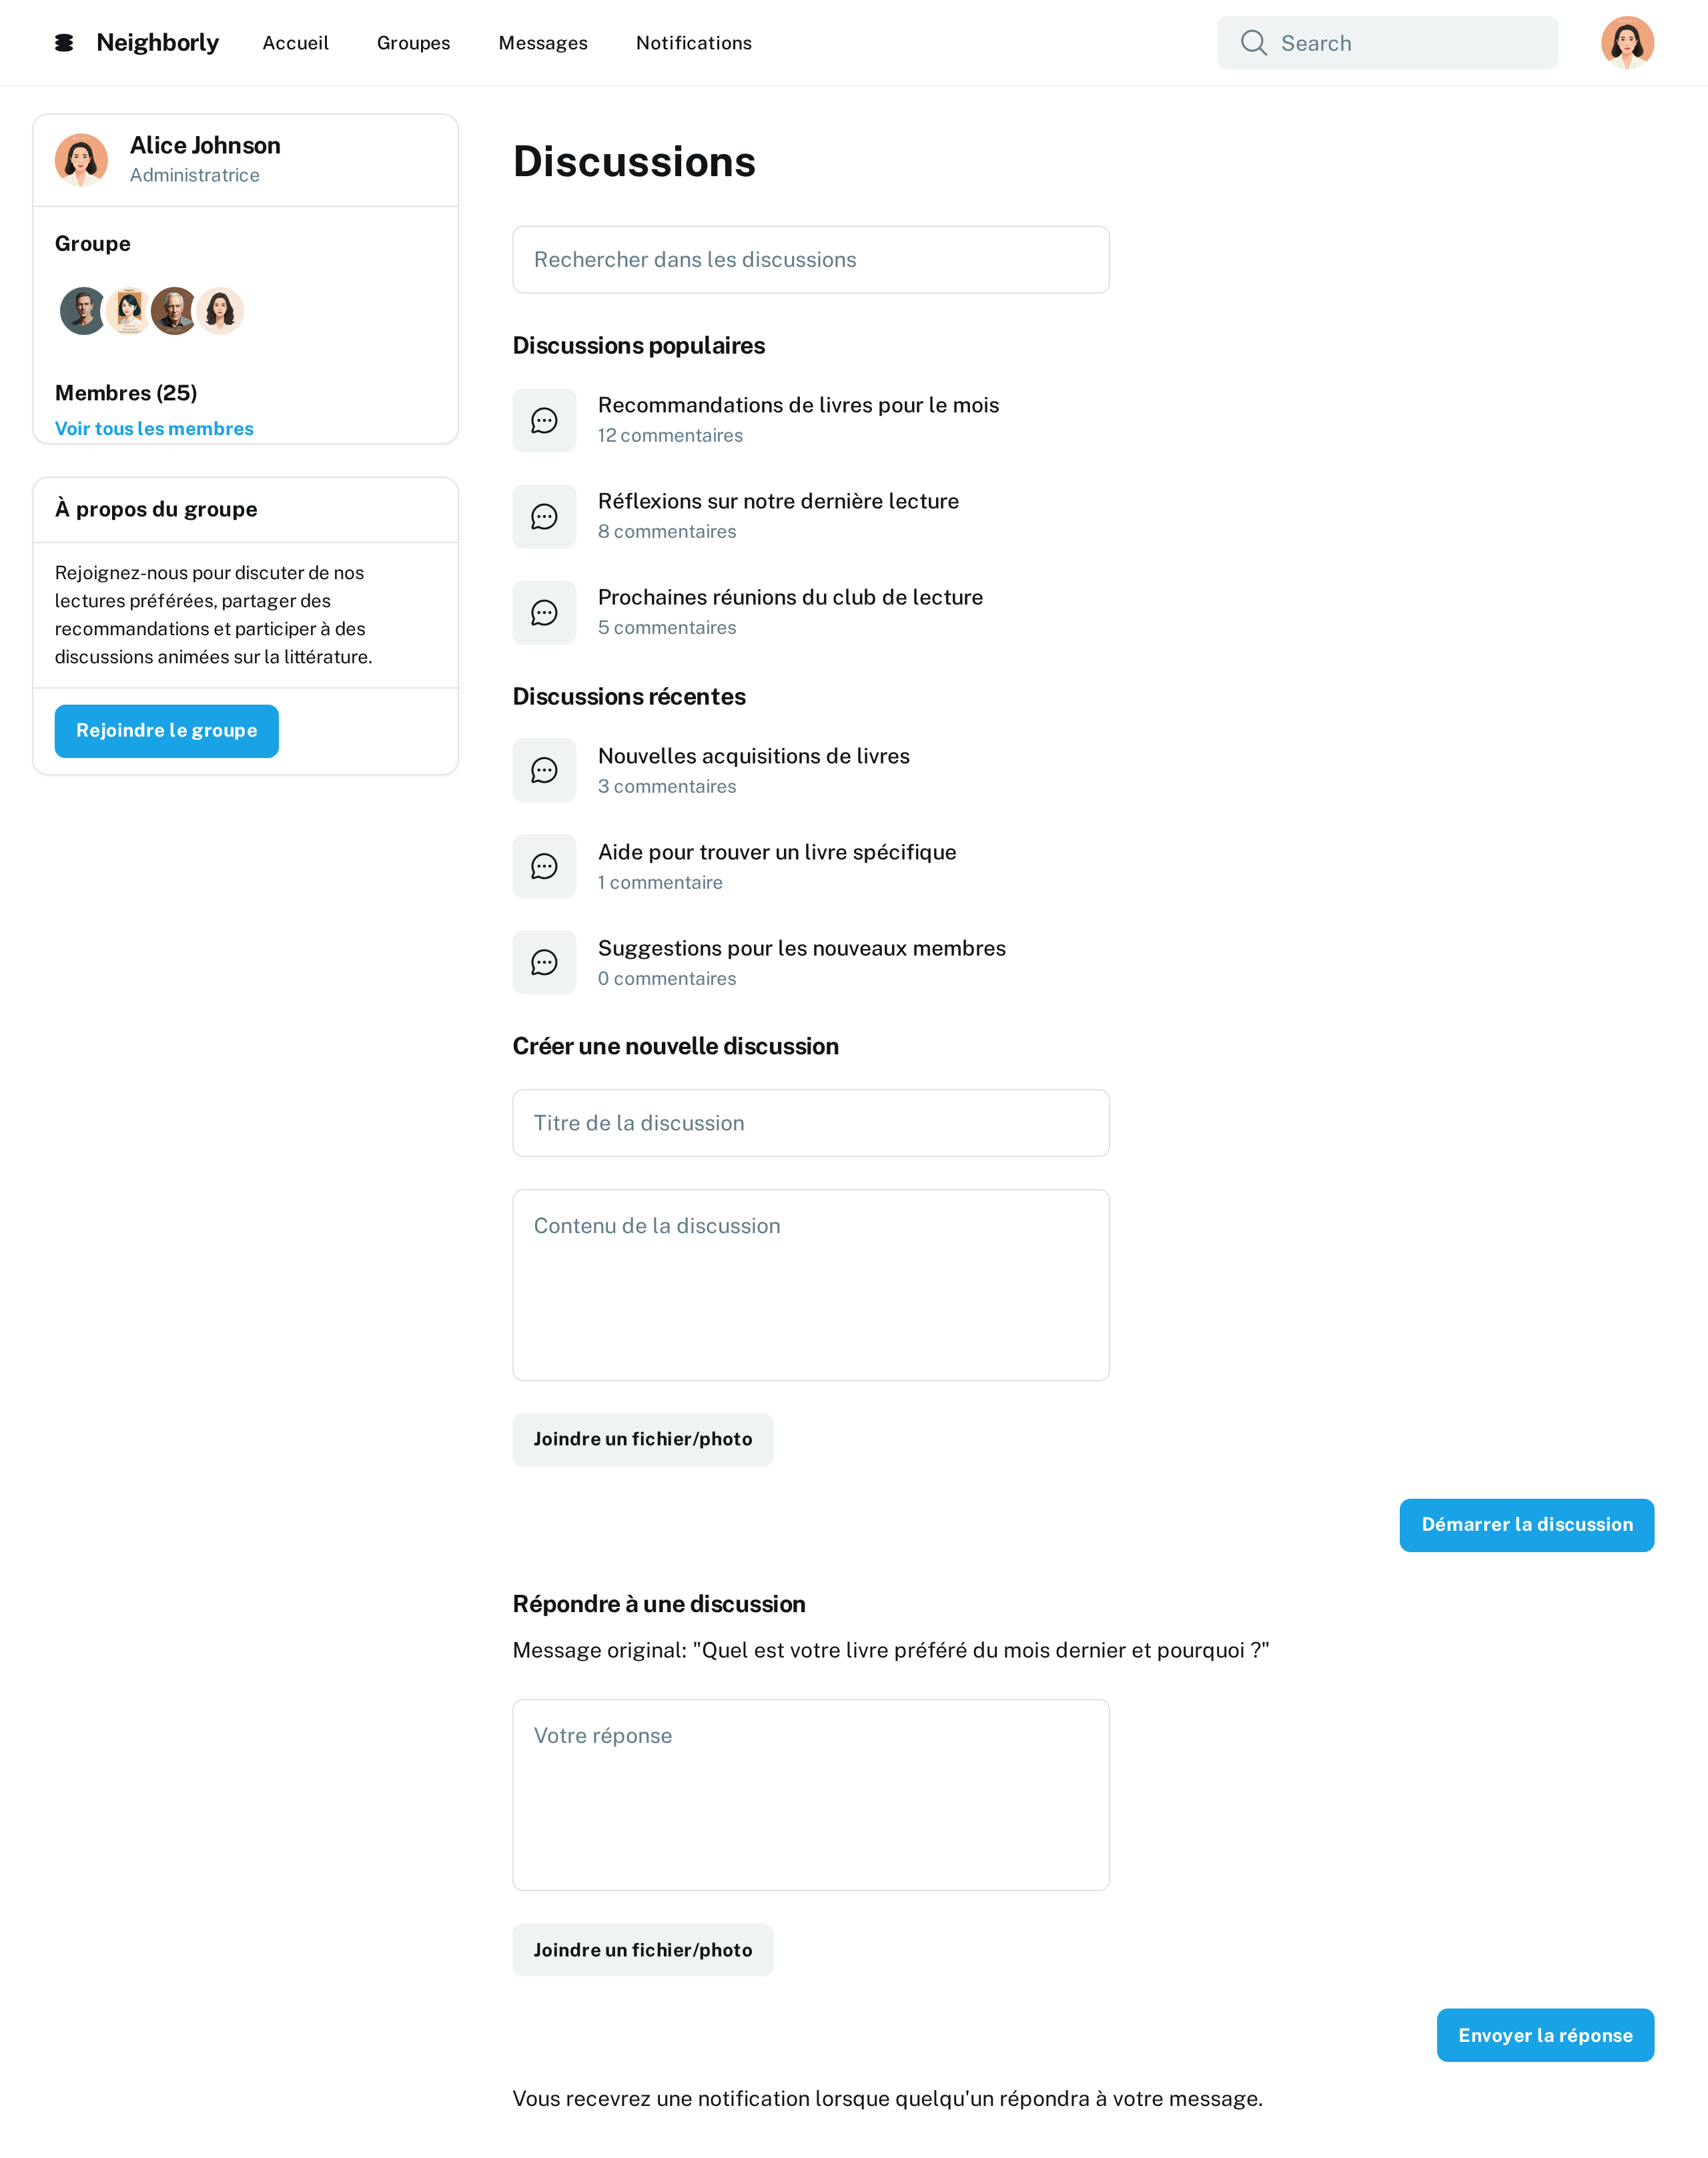 Neighborly
Accueil
Groupes
Messages
Notifications
Search
Alice Johnson
Administratrice
Groupe
Membres (25)
Voir tous les membres
À propos du groupe
Rejoignez-nous pour discuter de nos
lectures préférées, partager des
recommandations et participer à des
discussions animées sur la littérature.
Rejoindre le groupe
Discussions
Rechercher dans les discussions
Discussions populaires
Recommandations de livres pour le mois
12 commentaires
Réflexions sur notre dernière lecture
8 commentaires
Prochaines réunions du club de lecture
5 commentaires
Discussions récentes
Nouvelles acquisitions de livres
3 commentaires
Aide pour trouver un livre spécifique
1 commentaire
Suggestions pour les nouveaux membres
0 commentaires
Créer une nouvelle discussion
Titre de la discussion
Contenu de la discussion
Joindre un fichier/photo
Démarrer la discussion
Répondre à une discussion
Message original: "Quel est votre livre préféré du mois dernier et pourquoi ?"
Votre réponse
Joindre un fichier/photo
Envoyer la réponse
Vous recevrez une notification lorsque quelqu'un répondra à votre message.